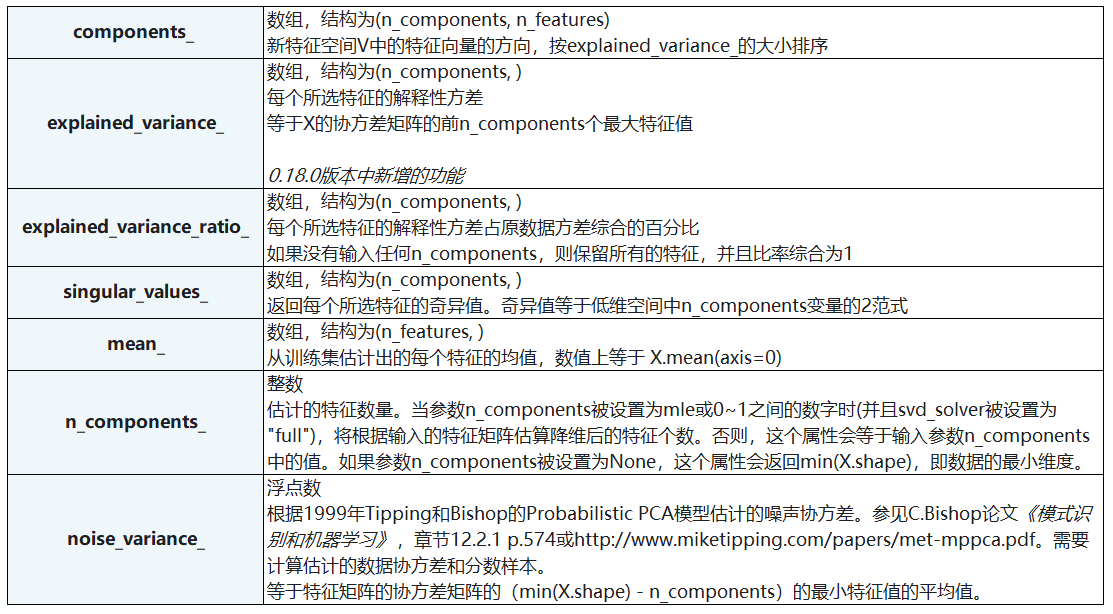 components_
数组，结构为(n_components, n_features)
新特征空间V中的特征向量的方向，按explained_variance_的大小排序
explained_variance_
数组，结构为(n_components, )
每个所选特征的解释性方差
等于X的协方差矩阵的前n_components个最大特征值
0.18.0版本中新增的功能
explained_variance_ratio_
数组，结构为(n_components, )
每个所选特征的解释性方差占原数据方差综合的百分比
如果没有输入任何n_components，则保留所有的特征，并且比率综合为1
singular_values_
数组，结构为(n_components, )
返回每个所选特征的奇异值。奇异值等于低维空间中n_components变量的2范式
mean_
数组，结构为(n_features, )
从训练集估计出的每个特征的均值，数值上等于 X.mean(axis=0)
n_components_
整数
估计的特征数量。当参数n_components被设置为mle或0~1之间的数字时(并且svd_solver被设置为
"full")，将根据输入的特征矩阵估算降维后的特征个数。否则，这个属性会等于输入参数n_components
中的值。如果参数n_components被设置为None，这个属性会返回min(X.shape)，即数据的最小维度。
noise_variance_
浮点数
根据1999年Tipping和Bishop的Probabilistic PCA模型估计的噪声协方差。参见C.Bishop论文《模式识
别和机器学习》，章节12.2.1 p.574或http://www.miketipping.com/papers/met-mppca.pdf。需要
计算估计的数据协方差和分数样本。
等于特征矩阵的协方差矩阵的（min(X.shape) - n_components）的最小特征值的平均值。